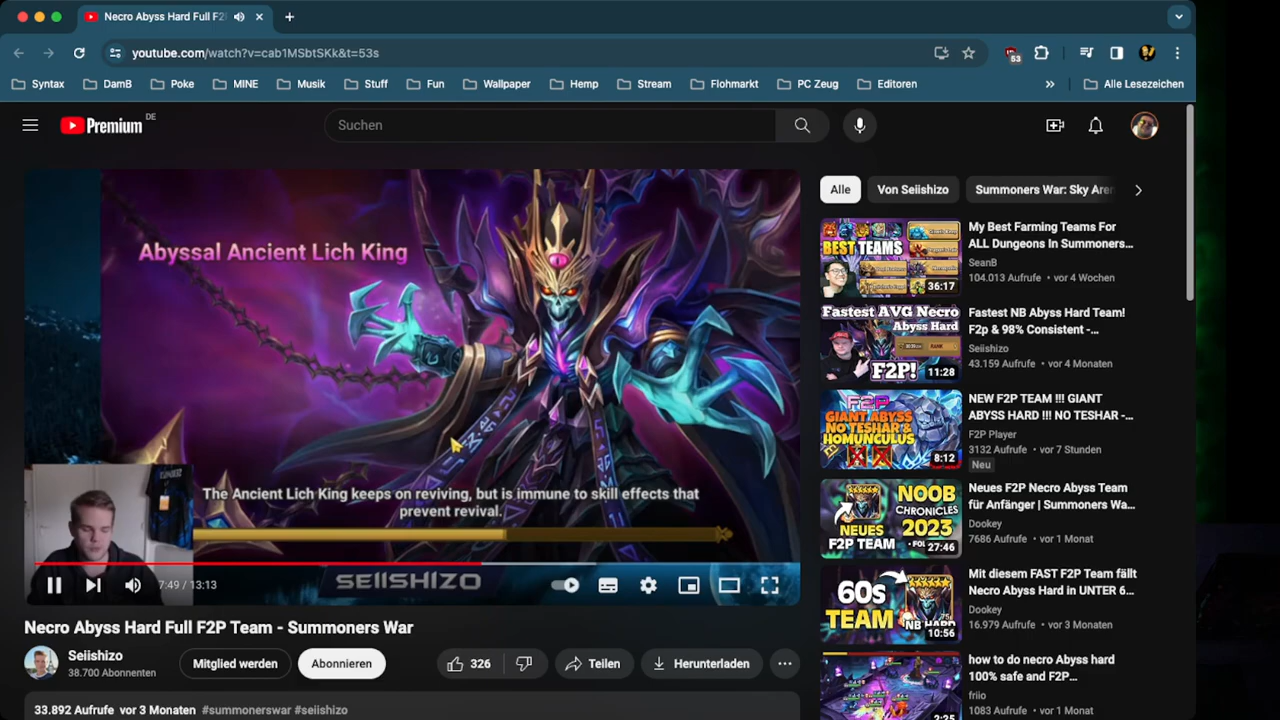 Necro Abyss Hard Full F2P
youtube.com/watch?v=cab1MSbtSKk&t=53s
53
Syntax
DamB
Poke
MINE
Musik
Stuff
Fun
Wallpaper
Hemp
Stream
Flohmarkt
PC Zeug
Editoren
»
Alle Lesezeichen
Premium DE
Suchen
Abyssal Ancient Lich King
The Ancient Lich King keeps on reviving, but is immune to skill effects that
prevent revival.
SEIISHIZO
7:49 / 13:13
Necro Abyss Hard Full F2P Team - Summoners War
Seiishizo
38.700 Abonnenten
Mitglied werden
Abonnieren
326
Teilen
Herunterladen
33.892 Aufrufe vor 3 Monaten #summonerswar #seiishizo
Alle
Von Seiishizo
Summoners War: Sky Aren
BEST TEAMS
36:17
My Best Farming Teams For
ALL Dungeons In Summoners...
SeanB
104.013 Aufrufe • vor 4 Wochen
Fastest AVG Necro
Abyss Hard
F2P!
11:28
Fastest NB Abyss Hard Team!
F2p & 98% Consistent -...
Seiishizo
43.159 Aufrufe • vor 4 Monaten
F2P
GIANT ABYSS
NO TESHAR &
HOMUNCULUS
8:12
NEW F2P TEAM !!! GIANT
ABYSS HARD !!! NO TESHAR -...
F2P Player
3132 Aufrufe • vor 7 Stunden
Neu
NOOB
CHRONICLES
2023
NEUES
F2P TEAM
27:46
Neues F2P Necro Abyss Team
für Anfänger | Summoners Wa...
Dookey
7686 Aufrufe • vor 1 Monat
60s
TEAM
NB HARD
10:56
Mit diesem FAST F2P Team fällt
Necro Abyss Hard in UNTER 6...
Dookey
16.979 Aufrufe • vor 3 Monaten
2:25
how to do necro Abyss hard
100% safe and F2P...
friio
1083 Aufrufe • vor 1 Monat